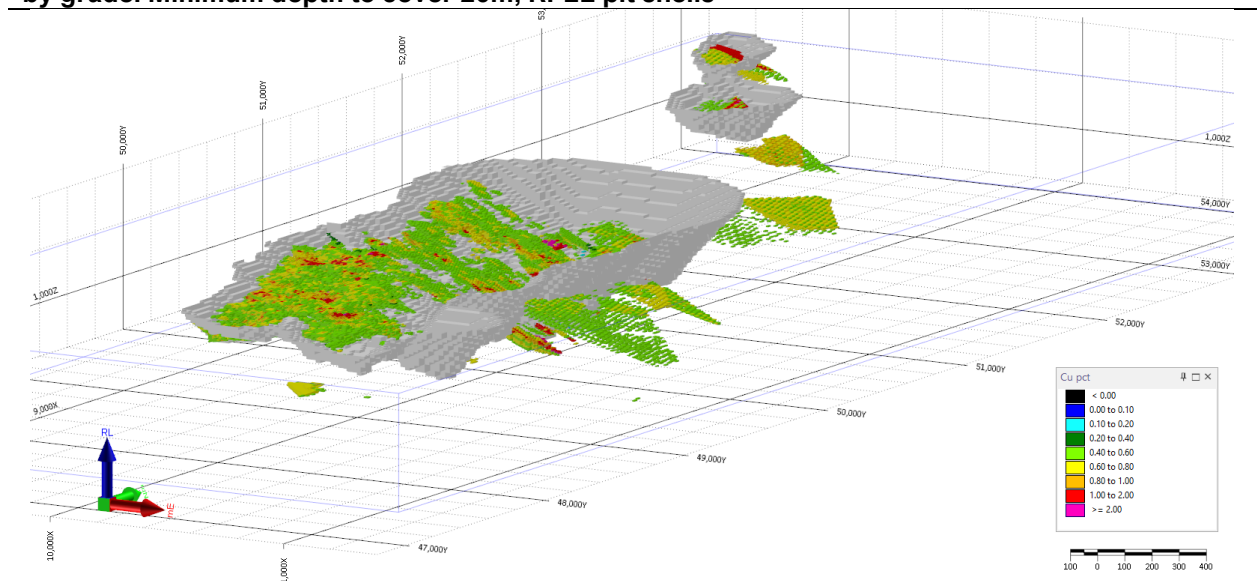 by grade. Minimum depth to cover 20m, RPEE pit shells
53,
52,000Y
51,000Y
50,000Y
1,000Z
54,000Y
53,000Y
1,000Z
52,000Y
51,000Y
9,000X
50,000Y
RL
49,000Y
mE
48,000Y
10,000X
1,000X
47,000Y
Cu pct
< 0.00
0.00 to 0.10
0.10 to 0.20
0.20 to 0.40
0.40 to 0.60
0.60 to 0.80
0.80 to 1.00
1.00 to 2.00
>= 2.00
100 0 100 200 300 400